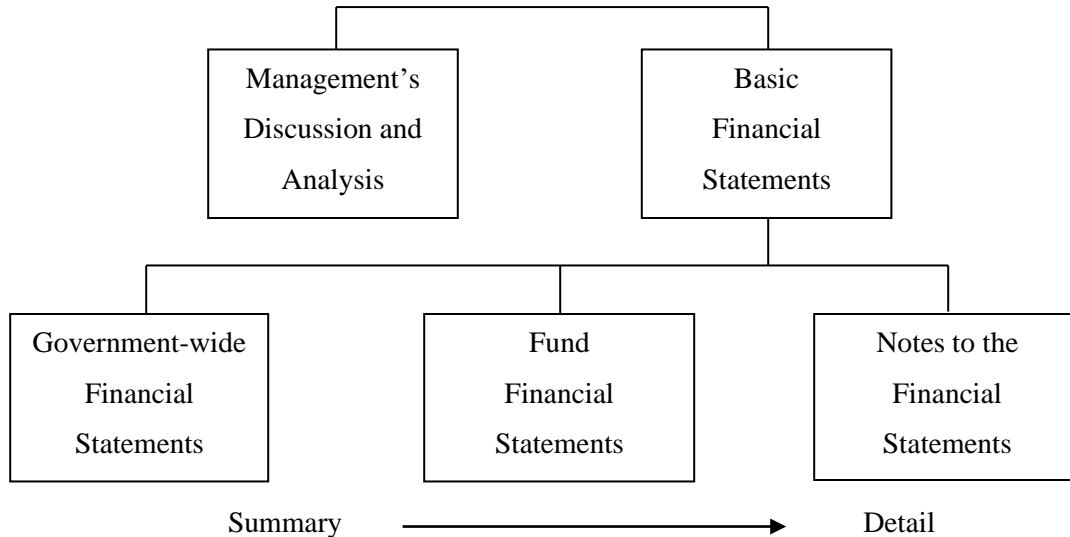 Management’s
Discussion and
Analysis
Basic
Financial
Statements
Government-wide
Financial
Statements
Fund
Financial
Statements
Notes to the
Financial
Statements
Summary
Detail